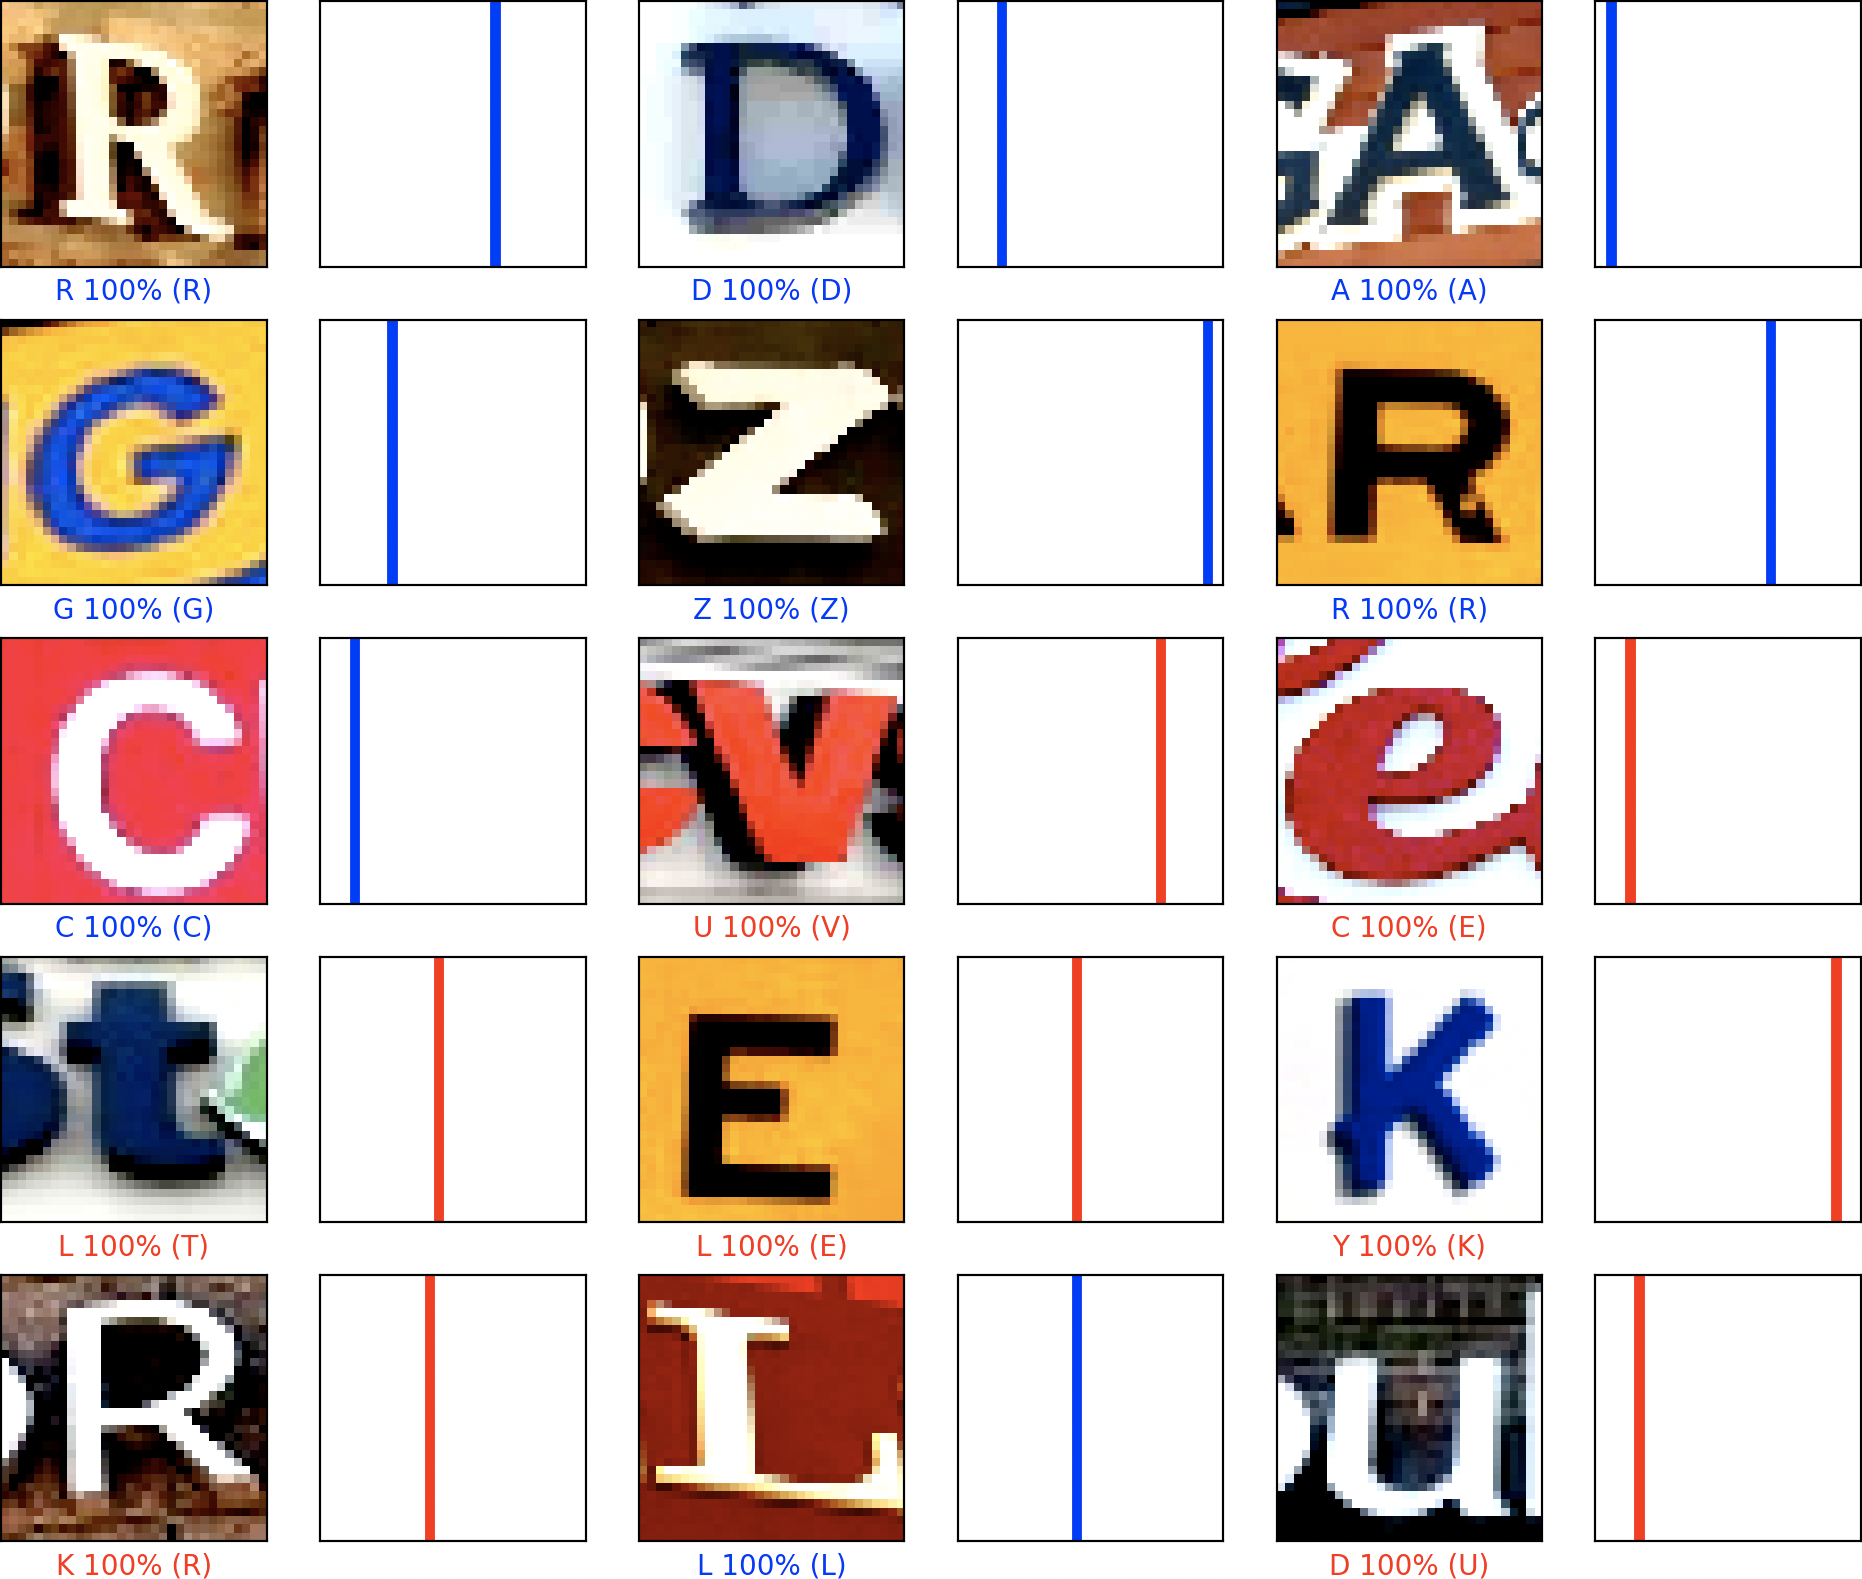 R D A
R 100% (R) D 100% (D) A 100% (A)
G Z R
G 100% (G) Z 100% (Z) R 100% (R)
C V e
C 100% (C) U 100% (V) C 100% (E)
t E K
L 100% (T) L 100% (E) Y 100% (K)
R L u
K 100% (R) L 100% (L) D 100% (U)